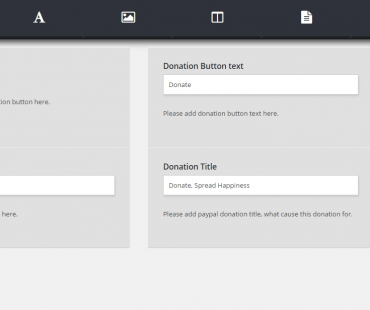 A
Donation Button text
Donate
tion button here.
Please add donation button text here.
Donation Title
Donate, Spread Happiness
here.
Please add paypal donation title, what cause this donation for.